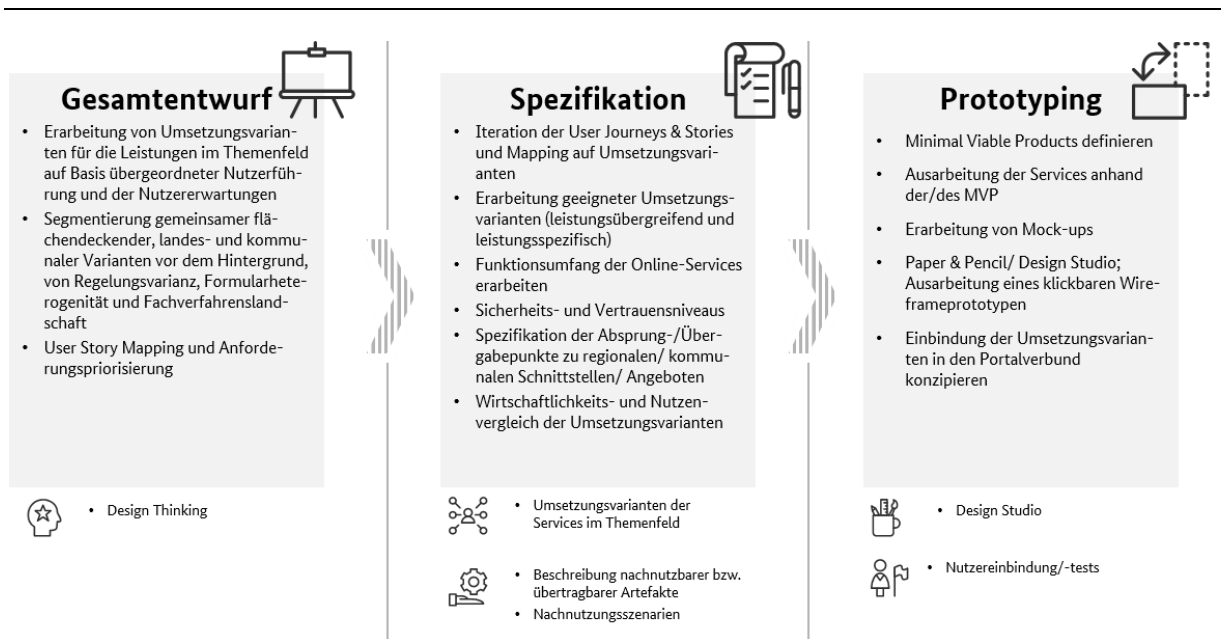 Gesamtentwurf
• Erarbeitung von Umsetzungsvarian-
ten für die Leistungen im Themenfeld
auf Basis übergeordneter Nutzerfüh-
rung und der Nutzererwartungen
• Segmentierung gemeinsamer flä-
chendeckender, landes- und kommu-
naler Varianten vor dem Hintergrund,
von Regelungsvarianz, Formularhete-
rogenität und Fachverfahrensland-
schaft
• User Story Mapping und Anforde-
rungspriorisierung
• Design Thinking
Spezifikation
• Iteration der User Journeys & Stories
und Mapping auf Umsetzungsvari-
anten
• Erarbeitung geeigneter Umsetzungs-
varianten (leistungsübergreifend und
leistungsspezifisch)
• Funktionsumfang der Online-Services
erarbeiten
• Sicherheits- und Vertrauensniveaus
• Spezifikation der Absprung-/Über-
gabepunkte zu regionalen/ kommu-
nalen Schnittstellen/ Angeboten
• Wirtschaftlichkeits- und Nutzen-
vergleich der Umsetzungsvarianten
• Umsetzungsvarianten der
Services im Themenfeld
• Beschreibung nachnutzbarer bzw.
übertragbarer Artefakte
• Nachnutzungsszenarien
Prototyping
• Minimal Viable Products definieren
• Ausarbeitung der Services anhand
der/des MVP
• Erarbeitung von Mock-ups
• Paper & Pencil/ Design Studio;
Ausarbeitung eines klickbaren Wire-
frameprototypen
• Einbindung der Umsetzungsvarian-
ten in den Portalverbund
konzipieren
• Design Studio
• Nutzereinbindung/-tests